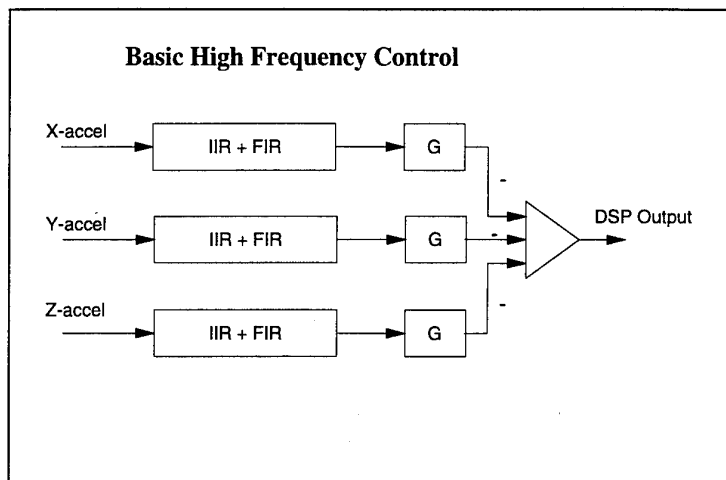 Basic High Frequency Control
X-accel
IIR + FIR
G
-
Y-accel
IIR + FIR
G
-
DSP Output
Z-accel
IIR + FIR
G
-